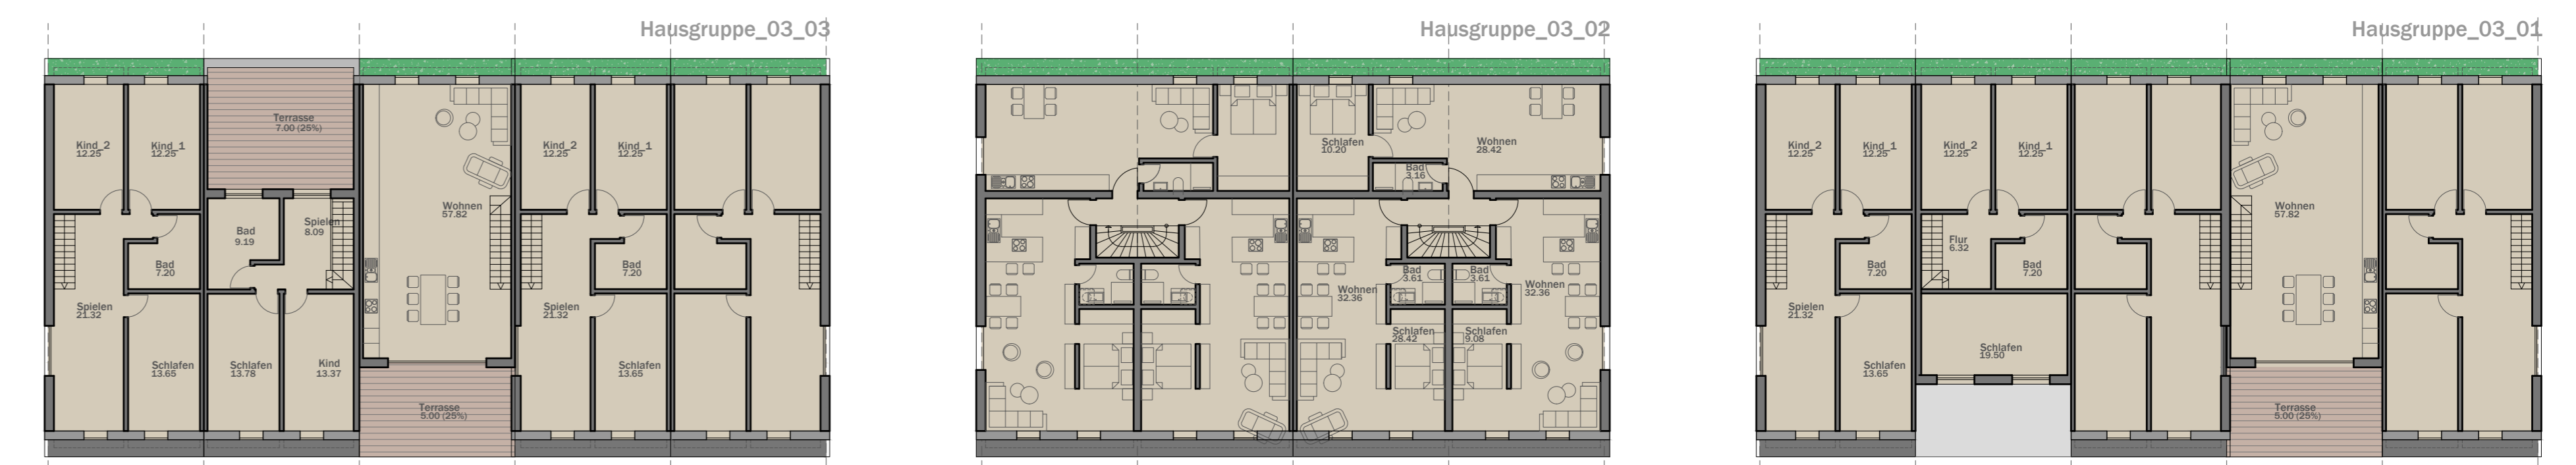 Hausgruppe_03_03
Terrasse
7.00 (25%)
Kind_2
12.25
Kind_1
12.25
Kind_2
12.25
Kind_1
12.25
Wohnen
57.82
Spielen
8.09
Bad
9.19
Bad
7.20
Bad
7.20
Spielen
21.32
Spielen
21.32
Schlafen
13.65
Schlafen
13.78
Kind
13.37
Schlafen
13.65
Terrasse
5.00 (25%)
Hausgruppe_03_02
Schlafen
10.20
Wohnen
28.42
Bad
3.16
Bad
3.61
Bad
3.61
Wohnen
32.36
Wohnen
32.36
Schlafen
28.42
Schlafen
9.08
Hausgruppe_03_01
Kind_2
12.25
Kind_1
12.25
Kind_2
12.25
Kind_1
12.25
Wohnen
57.82
Flur
6.32
Bad
7.20
Bad
7.20
Spielen
21.32
Schlafen
19.50
Schlafen
13.65
Terrasse
5.00 (25%)